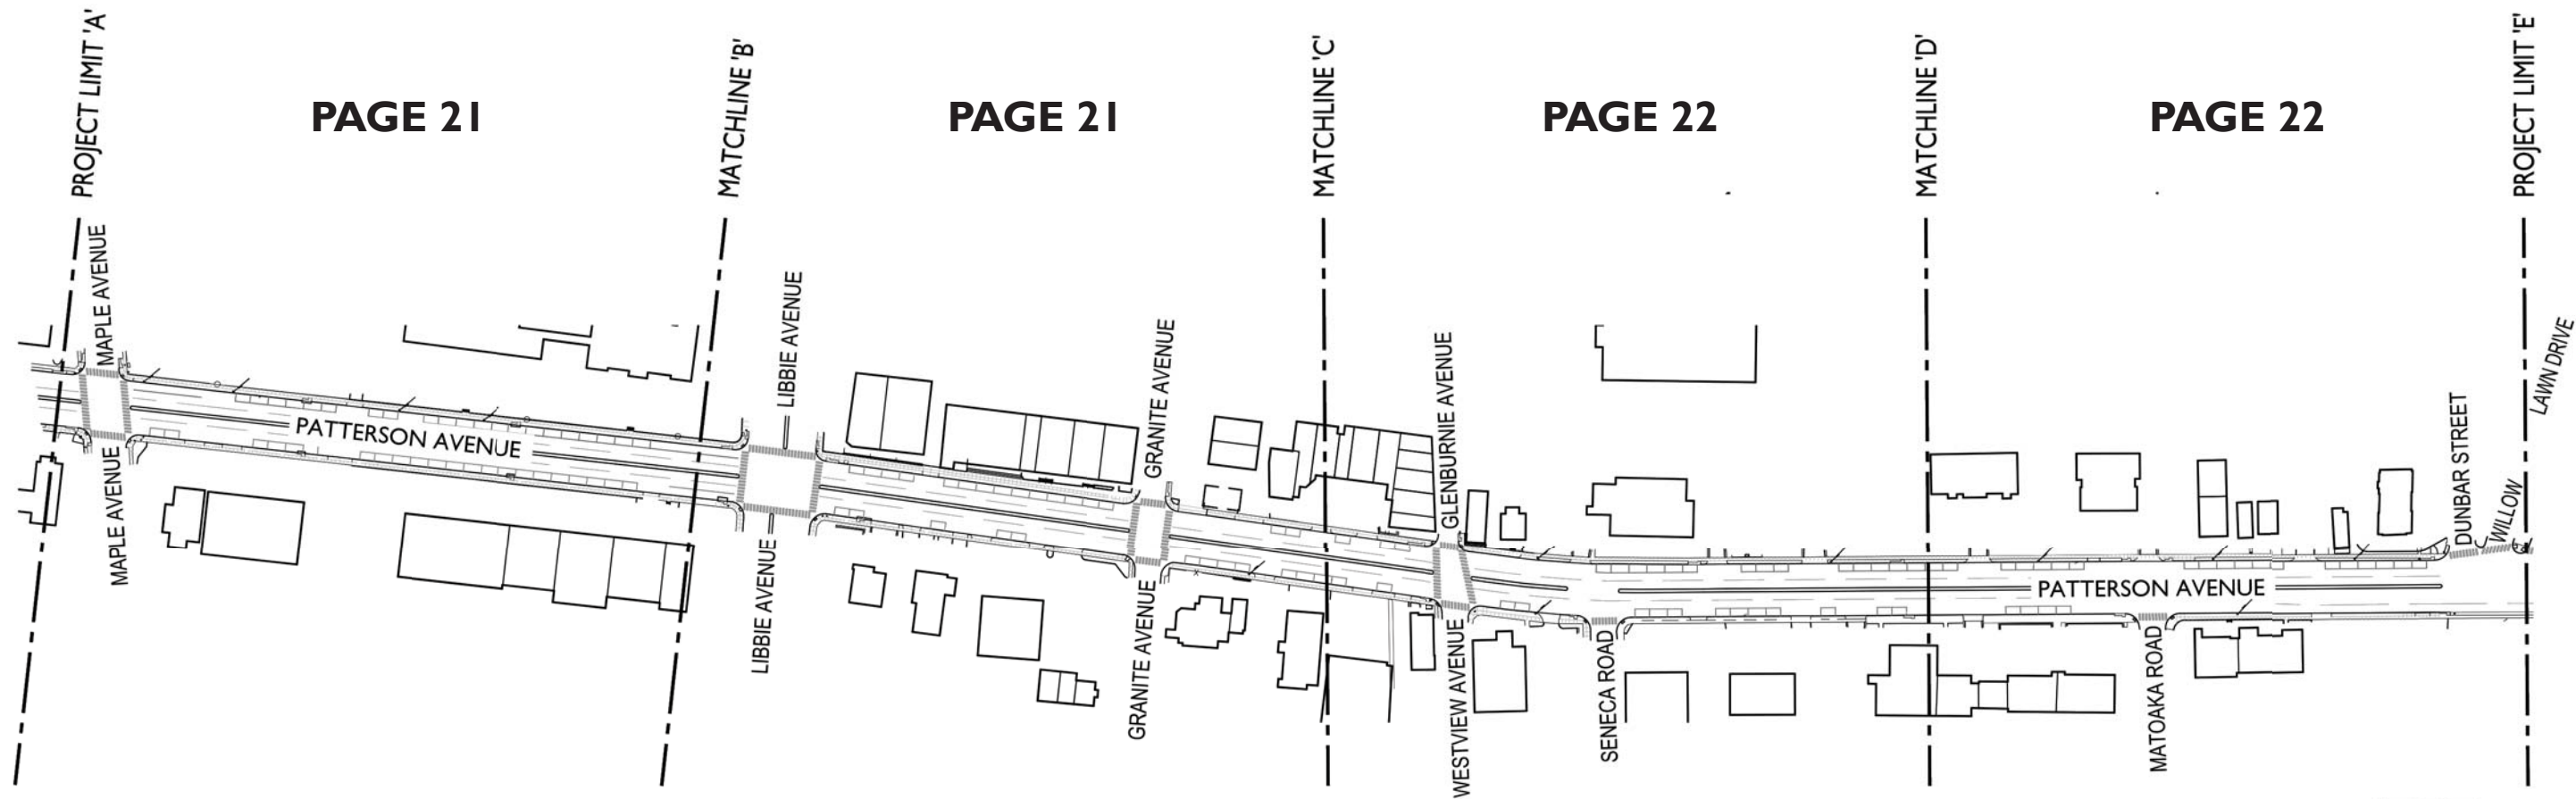 PROJECT LIMIT 'A'
MATCHLINE 'B'
MATCHLINE 'C'
MATCHLINE 'D'
PROJECT LIMIT 'E'
PAGE 21
PAGE 21
PAGE 22
PAGE 22
MAPLE AVENUE
LIBBIE AVENUE
GRANITE AVENUE
GLENBURNIE AVENUE
DUNBAR STREET
WILLOW
LAWN DRIVE
PATTERSON AVENUE
PATTERSON AVENUE
MAPLE AVENUE
LIBBIE AVENUE
GRANITE AVENUE
WESTVIEW AVENUE
SENECA ROAD
MATOAKA ROAD